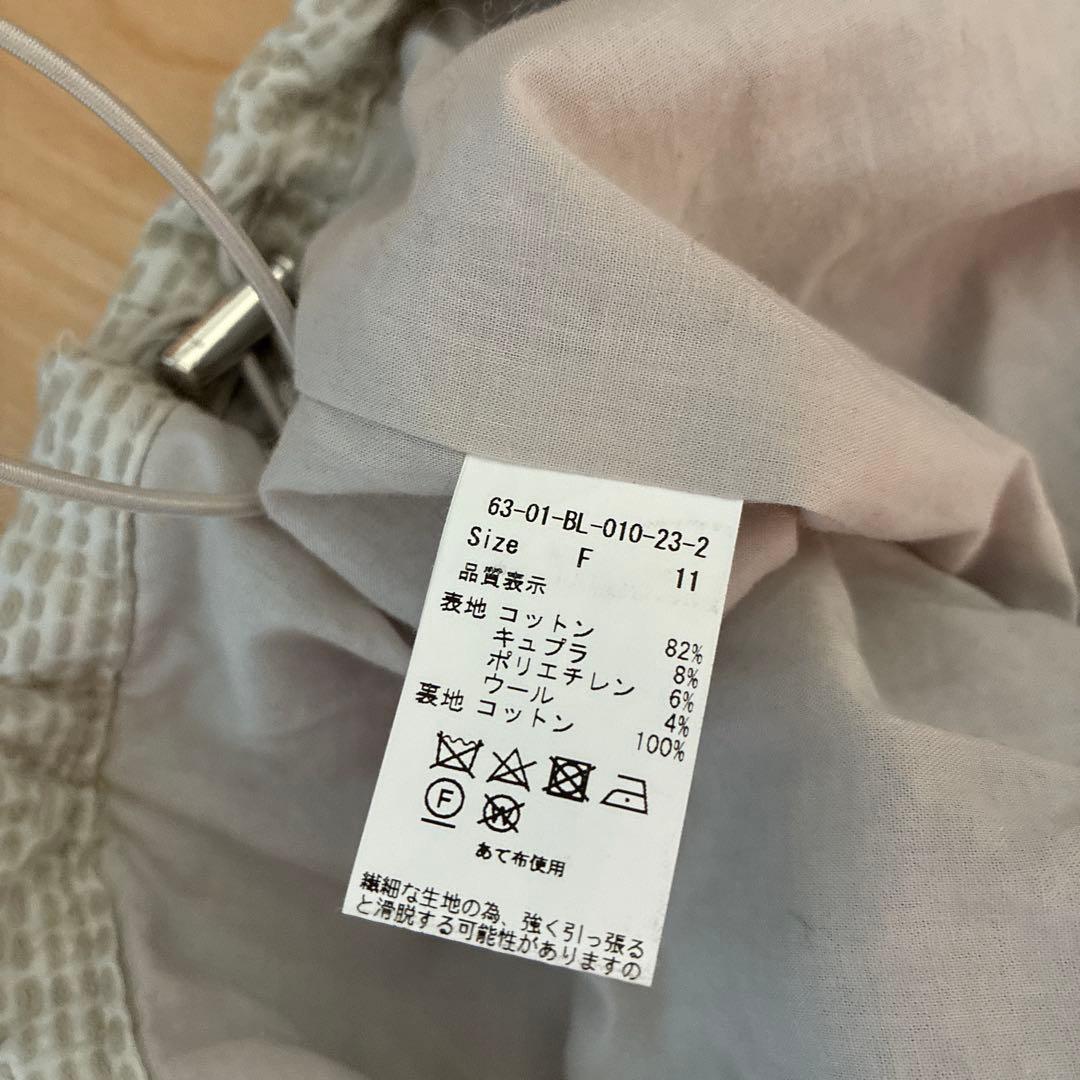 63-01-BL-010-23-2
Size F 11
品質表示
表地 コットン 82%
キュプラ 8%
ポリエチレン 6%
ウール 4%
裏地 コットン 100%
F W
あて布使用
繊細な生地の為、強く引っ張る
と滑脱する可能性がありますの